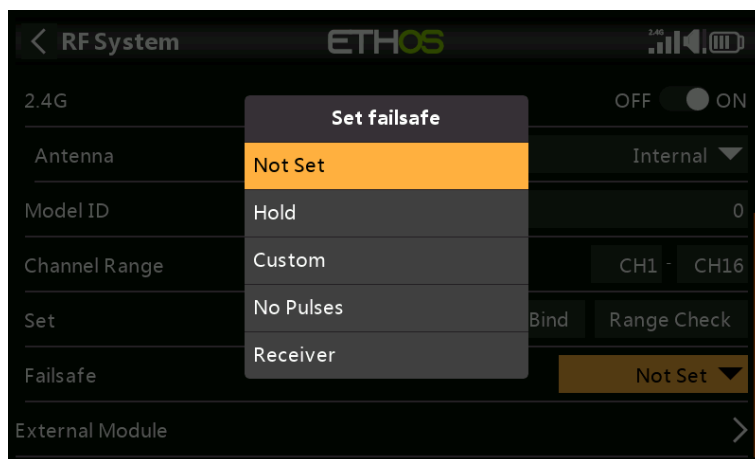 RF System ETHOS 2.4G
2.4G OFF ON
Set failsafe
Antenna Internal
Not Set
Model ID 0
Hold
Channel Range CH1 - CH16
Custom
Set Bind Range Check
No Pulses
Receiver
Failsafe Not Set
External Module